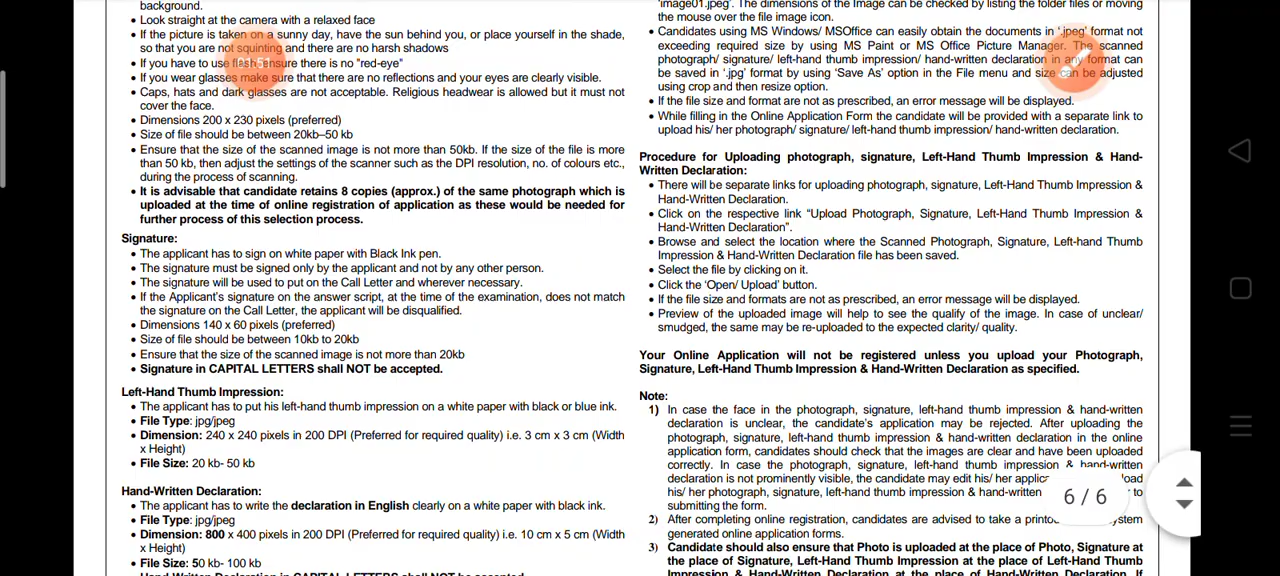 background.
• Look straight at the camera with a relaxed face
• If the picture is taken on a sunny day, have the sun behind you, or place yourself in the shade,
so that you are not squinting and there are no harsh shadows
• If you have to use flash, ensure there is no "red-eye"
• If you wear glasses make sure that there are no reflections and your eyes are clearly visible.
• Caps, hats and dark glasses are not acceptable. Religious headwear is allowed but it must not
cover the face.
• Dimensions 200 x 230 pixels (preferred)
• Size of file should be between 20kb–50 kb
• Ensure that the size of the scanned image is not more than 50kb. If the size of the file is more
than 50 kb, then adjust the settings of the scanner such as the DPI resolution, no. of colours etc.,
during the process of scanning.
• It is advisable that candidate retains 8 copies (approx.) of the same photograph which is
uploaded at the time of online registration of application as these would be needed for
further process of this selection process.
Signature:
• The applicant has to sign on white paper with Black Ink pen.
• The signature must be signed only by the applicant and not by any other person.
• The signature will be used to put on the Call Letter and wherever necessary.
• If the Applicant's signature on the answer script, at the time of the examination, does not match
the signature on the Call Letter, the applicant will be disqualified.
• Dimensions 140 x 60 pixels (preferred)
• Size of file should be between 10kb to 20kb
• Ensure that the size of the scanned image is not more than 20kb
• Signature in CAPITAL LETTERS shall NOT be accepted.
Left-Hand Thumb Impression:
• The applicant has to put his left-hand thumb impression on a white paper with black or blue ink.
• File Type: jpg/jpeg
• Dimension: 240 x 240 pixels in 200 DPI (Preferred for required quality) i.e. 3 cm x 3 cm (Width
x Height)
• File Size: 20 kb- 50 kb
Hand-Written Declaration:
• The applicant has to write the declaration in English clearly on a white paper with black ink.
• File Type: jpg/jpeg
• Dimension: 800 x 400 pixels in 200 DPI (Preferred for required quality) i.e. 10 cm x 5 cm (Width
x Height)
• File Size: 50 kb- 100 kb
• Hand-Written Declaration in CAPITAL LETTERS shall NOT be accepted
'image01.jpeg'. The dimensions of the Image can be checked by listing the folder files or moving
the mouse over the file image icon.
• Candidates using MS Windows/ MSOffice can easily obtain the documents in '.jpeg' format not
exceeding required size by using MS Paint or MS Office Picture Manager. The scanned
photograph/ signature/ left-hand thumb impression/ hand-written declaration in any format can
be saved in '.jpg' format by using 'Save As' option in the File menu and size can be adjusted
using crop and then resize option.
• If the file size and format are not as prescribed, an error message will be displayed.
• While filling in the Online Application Form the candidate will be provided with a separate link to
upload his/ her photograph/ signature/ left-hand thumb impression/ hand-written declaration.
Procedure for Uploading photograph, signature, Left-Hand Thumb Impression & Hand-
Written Declaration:
• There will be separate links for uploading photograph, signature, Left-Hand Thumb Impression &
Hand-Written Declaration.
• Click on the respective link "Upload Photograph, Signature, Left-Hand Thumb Impression &
Hand-Written Declaration".
• Browse and select the location where the Scanned Photograph, Signature, Left-hand Thumb
Impression & Hand-Written Declaration file has been saved.
• Select the file by clicking on it.
• Click the 'Open/ Upload' button.
• If the file size and formats are not as prescribed, an error message will be displayed.
• Preview of the uploaded image will help to see the quality of the image. In case of unclear/
smudged, the same may be re-uploaded to the expected clarity/ quality.
Your Online Application will not be registered unless you upload your Photograph,
Signature, Left-Hand Thumb Impression & Hand-Written Declaration as specified.
Note:
1) In case the face in the photograph, signature, left-hand thumb impression & hand-written
declaration is unclear, the candidate's application may be rejected. After uploading the
photograph, signature, left-hand thumb impression & hand-written declaration in the online
application form, candidates should check that the images are clear and have been uploaded
correctly. In case the photograph, signature, left-hand thumb impression & hand-written
declaration is not prominently visible, the candidate may edit his/ her applic load
his/ her photograph, signature, left-hand thumb impression & hand-written to
submitting the form.
2) After completing online registration, candidates are advised to take a printo ystem
generated online application forms.
3) Candidate should also ensure that Photo is uploaded at the place of Photo, Signature at
the place of Signature, Left-Hand Thumb Impression at the place of Left-Hand Thumb
Impression & Hand-Written Declaration at the place of Hand-Written Declaration. If
6 / 6